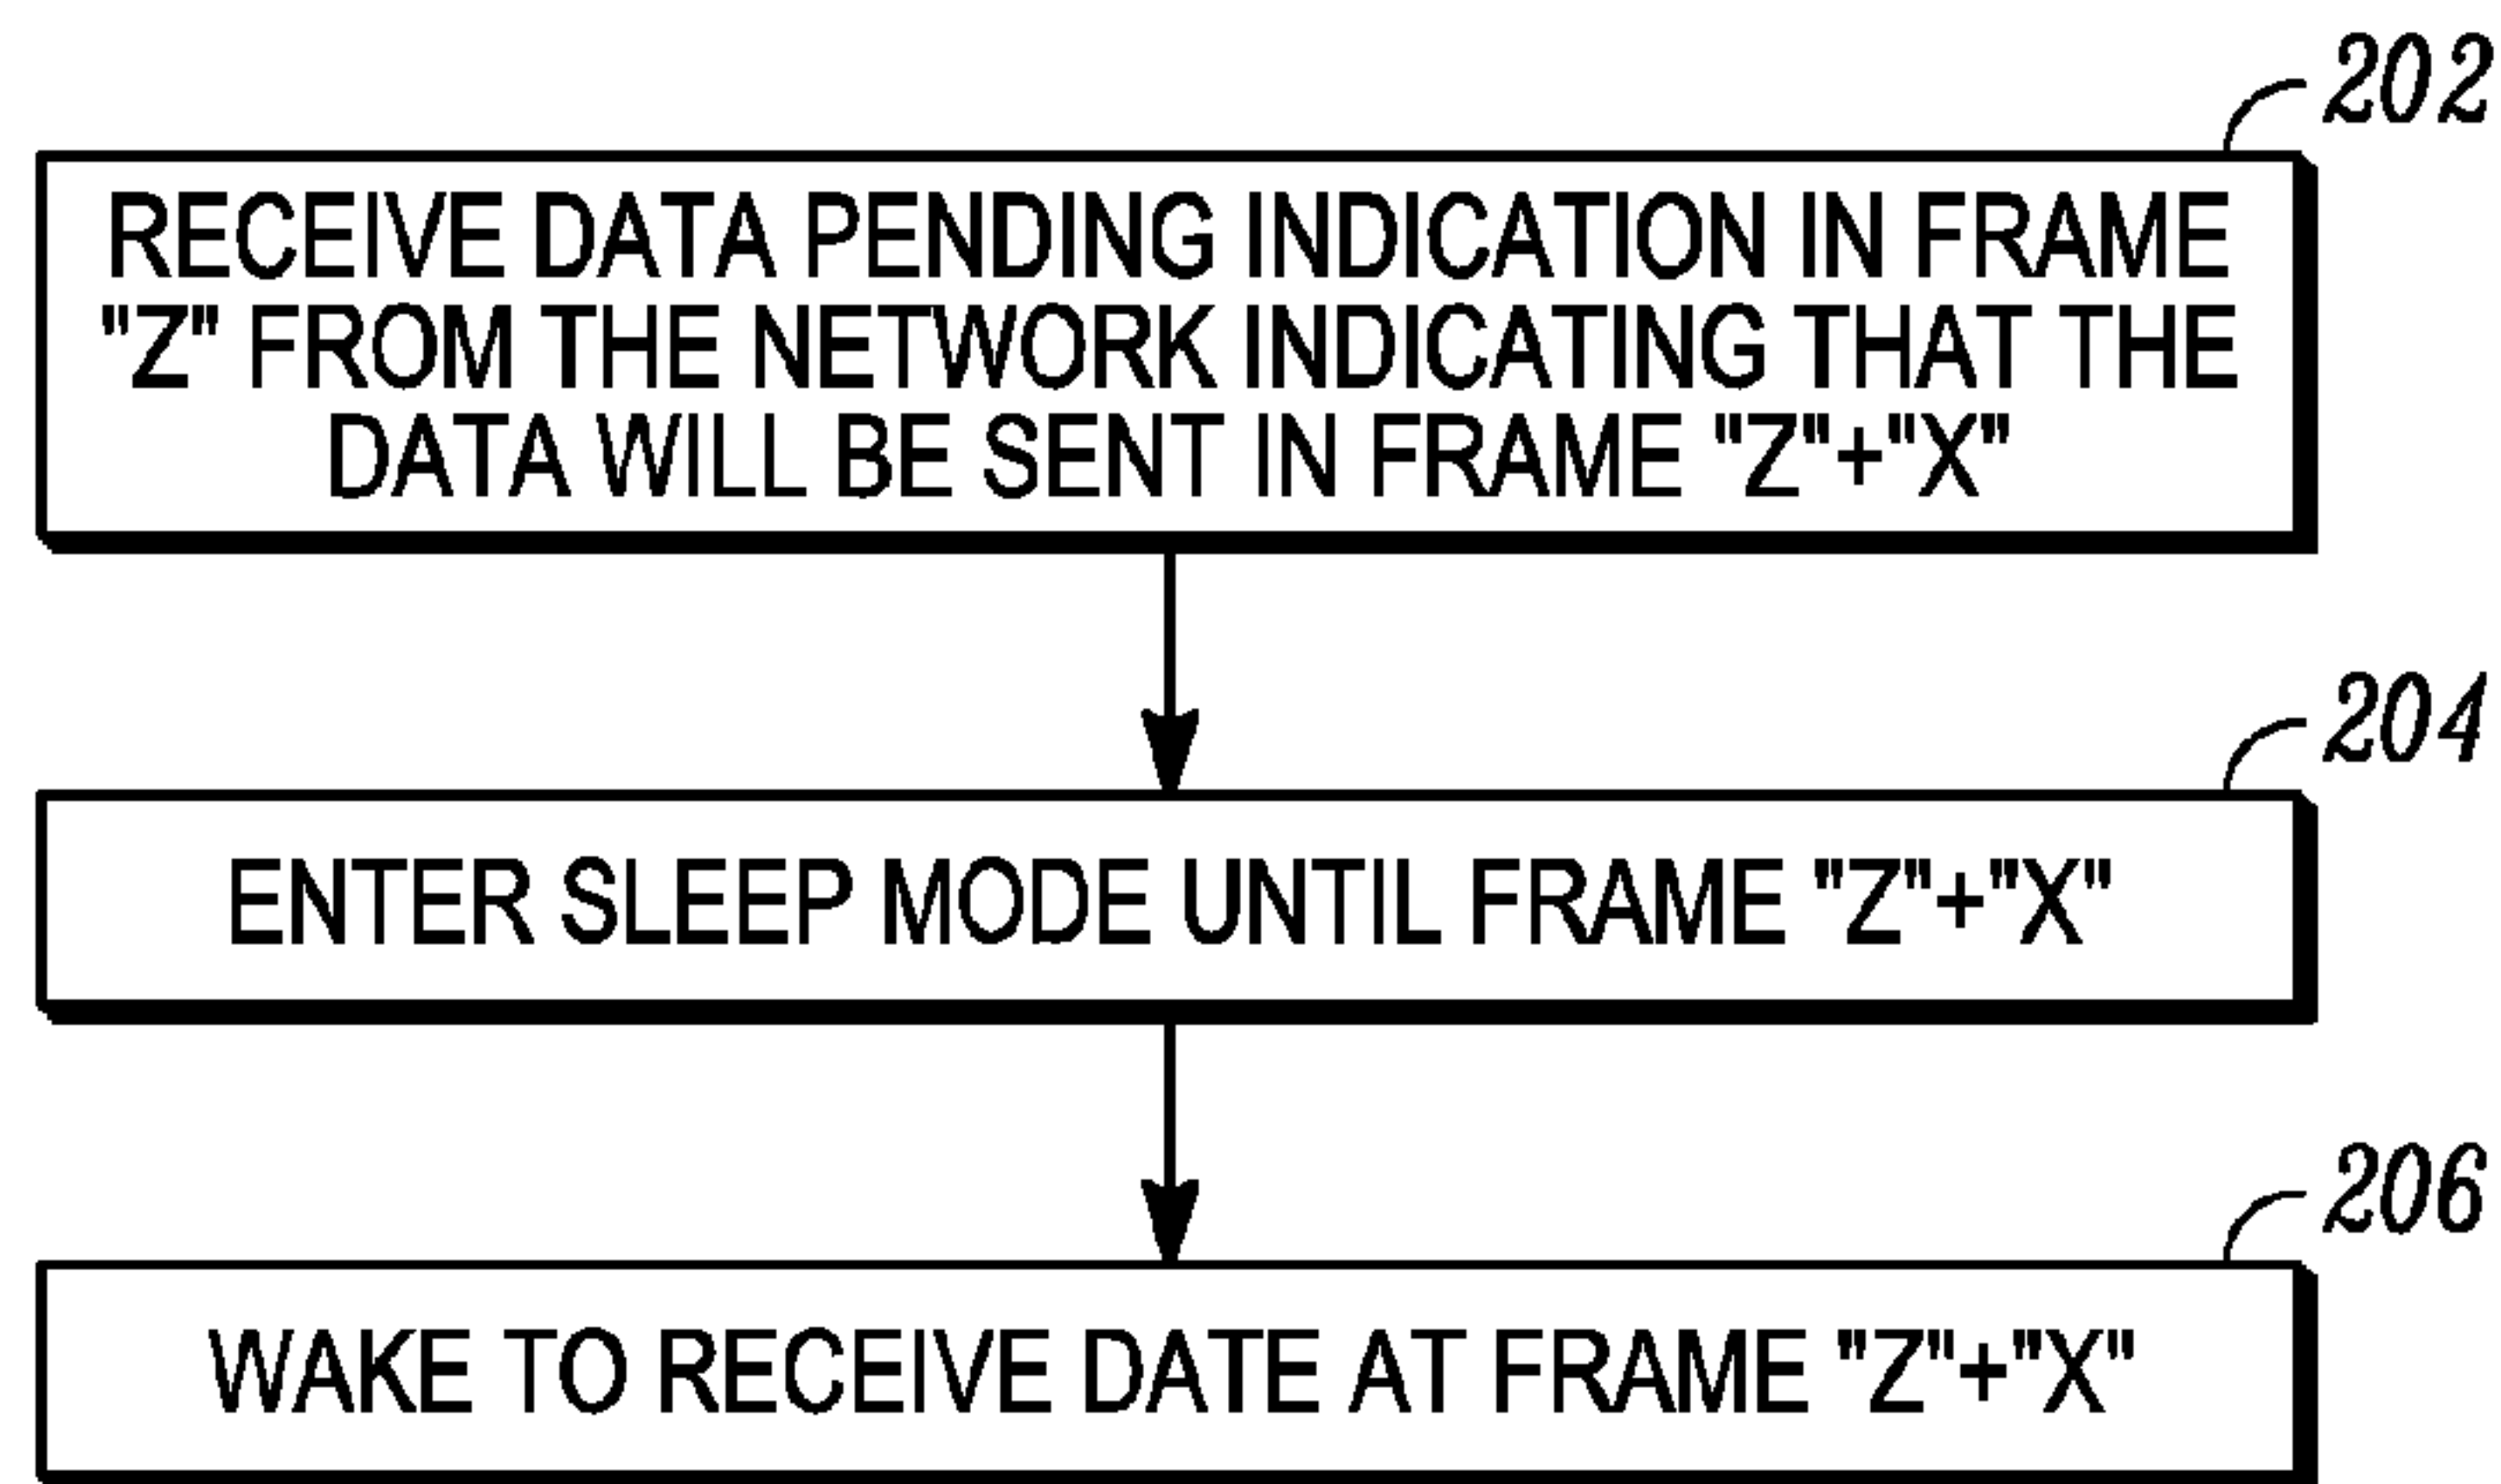 202
RECEIVE DATA PENDING INDICATION IN FRAME
"Z" FROM THE NETWORK INDICATING THAT THE
DATA WILL BE SENT IN FRAME "Z"+"X"
204
ENTER SLEEP MODE UNTIL FRAME "Z"+"X"
206
WAKE TO RECEIVE DATE AT FRAME "Z"+"X"